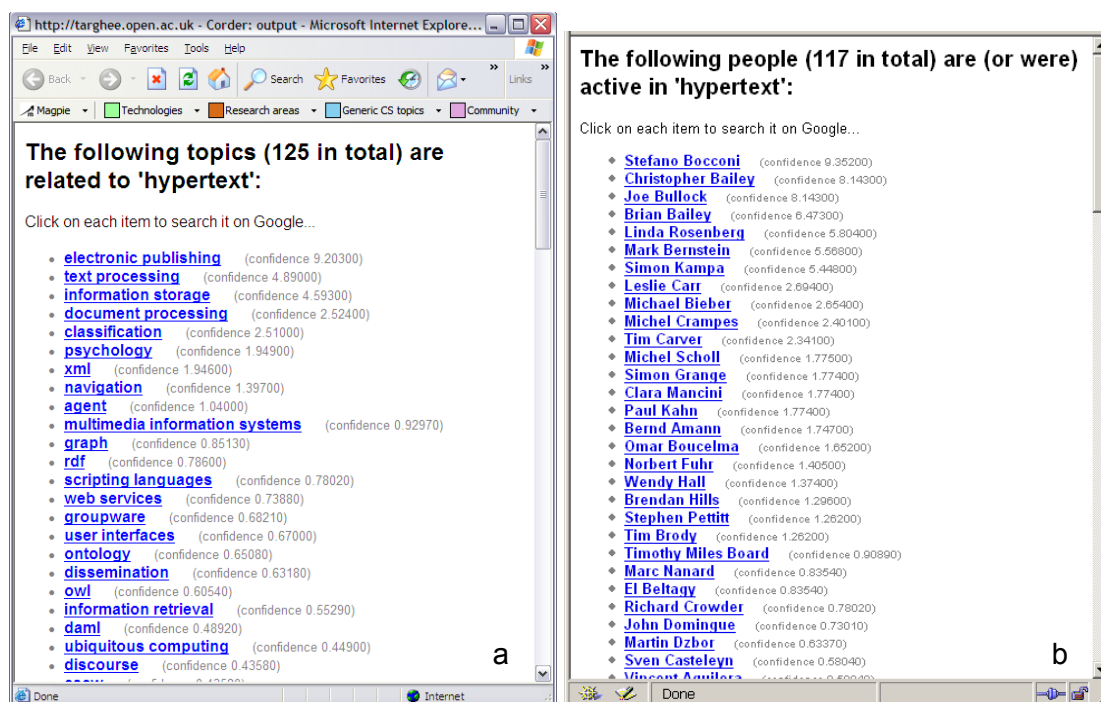 http://targhee.open.ac.uk - Corder: output - Microsoft Internet Explore...
File Edit View Favorites Tools Help
Back Search Favorites » Links »
Magpie Technologies Research areas Generic CS topics Community
The following topics (125 in total) are
related to 'hypertext':
Click on each item to search it on Google...
electronic publishing (confidence 9.20300)
text processing (confidence 4.89000)
information storage (confidence 4.59300)
document processing (confidence 2.52400)
classification (confidence 2.51000)
psychology (confidence 1.94900)
xml (confidence 1.94600)
navigation (confidence 1.39700)
agent (confidence 1.04000)
multimedia information systems (confidence 0.92970)
graph (confidence 0.85130)
rdf (confidence 0.78600)
scripting languages (confidence 0.78020)
web services (confidence 0.73880)
groupware (confidence 0.68210)
user interfaces (confidence 0.67000)
ontology (confidence 0.65080)
dissemination (confidence 0.63180)
owl (confidence 0.60540)
information retrieval (confidence 0.55290)
daml (confidence 0.48920)
ubiquitous computing (confidence 0.44900)
discourse (confidence 0.43580)
a
Done Internet
The following people (117 in total) are (or were)
active in 'hypertext':
Click on each item to search it on Google...
Stefano Bocconi (confidence 9.35200)
Christopher Bailey (confidence 8.14300)
Joe Bullock (confidence 8.14300)
Brian Bailey (confidence 6.47300)
Linda Rosenberg (confidence 5.80400)
Mark Bernstein (confidence 5.56800)
Simon Kampa (confidence 5.44800)
Leslie Carr (confidence 2.69400)
Michael Bieber (confidence 2.65400)
Michel Crampes (confidence 2.40100)
Tim Carver (confidence 2.34100)
Michel Scholl (confidence 1.77500)
Simon Grange (confidence 1.77400)
Clara Mancini (confidence 1.77400)
Paul Kahn (confidence 1.77400)
Bernd Amann (confidence 1.74700)
Omar Boucelma (confidence 1.65200)
Norbert Fuhr (confidence 1.40500)
Wendy Hall (confidence 1.37400)
Brendan Hills (confidence 1.29600)
Stephen Pettitt (confidence 1.26200)
Tim Brody (confidence 1.26200)
Timothy Miles Board (confidence 0.90890)
Marc Nanard (confidence 0.83540)
El Beltagy (confidence 0.83540)
Richard Crowder (confidence 0.78020)
John Domingue (confidence 0.73010)
Martin Dzbor (confidence 0.63370)
Sven Casteleyn (confidence 0.58040)
Vincent Aguilera
b
Done